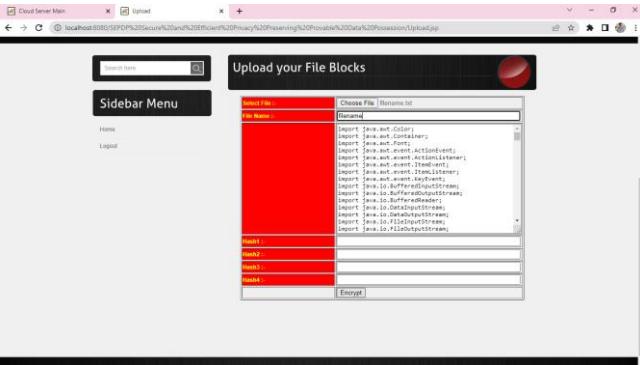 Cloud Server Main
Upload
localhost:8080/SEPDP%20Secure%20and%20Efficient%20Privacy%20Preserving%20Provable%20Data%20Possession/Upload.jsp
Search here
Upload your File Blocks
Sidebar Menu
Home
Logout
Select File :-
Choose File filename.txt
File Name :-
filename
import java.awt.Color;
import java.awt.Container;
import java.awt.Font;
import java.awt.event.ActionEvent;
import java.awt.event.ActionListener;
import java.awt.event.ItemEvent;
import java.awt.event.ItemListener;
import java.awt.event.KeyEvent;
import java.io.BufferedInputStream;
import java.io.BufferedOutputStream;
import java.io.BufferedReader;
import java.io.DataInputStream;
import java.io.DataOutputStream;
import java.io.FileInputStream;
import java.io.FileOutputStream;
Hash1 :-
Hash2 :-
Hash3 :-
Hash4 :-
Encrypt